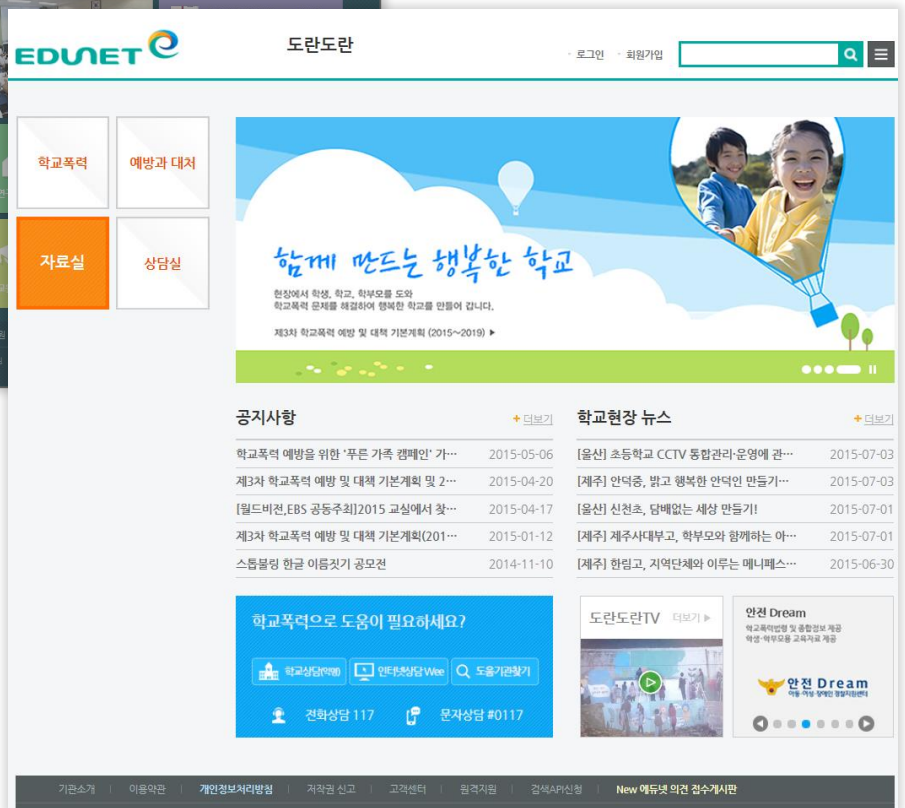 EDUNET
도란도란
로그인
회원가입
학교폭력
예방과 대처
자료실
상담실
함께 만드는 행복한 학교
현장에서 학생, 학교, 학부모를 도와
학교폭력 문제를 해결하여 행복한 학교를 만들어 갑니다.
제3차 학교폭력 예방 및 대책 기본계획 (2015~2019) ▶
공지사항
+ 더보기
학교폭력 예방을 위한 '푸른 가족 캠페인' 가… 2015-05-06
제3차 학교폭력 예방 및 대책 기본계획 및 2… 2015-04-20
[월드비전,EBS 공동주최]2015 교실에서 찾… 2015-04-17
제3차 학교폭력 예방 및 대책 기본계획(201… 2015-01-12
스톱불링 한글 이름짓기 공모전 2014-11-10
학교현장 뉴스
+ 더보기
[울산] 초등학교 CCTV 통합관리·운영에 관… 2015-07-03
[제주] 안덕중, 밝고 행복한 안덕인 만들기… 2015-07-03
[울산] 신천초, 담배없는 세상 만들기! 2015-07-01
[제주] 제주사대부고, 학부모와 함께하는 아… 2015-07-01
[제주] 한림고, 지역단체와 이루는 메니페스… 2015-06-30
학교폭력으로 도움이 필요하세요?
학교상담(익명)
인터넷상담 Wee
도움기관찾기
전화상담 117
문자상담 #0117
도란도란TV
더보기 ▶
안전 Dream
학교폭력법령 및 종합정보 제공
학생·학부모용 교육자료 제공
안전 Dream
아동·여성·장애인 경찰지원센터
기관소개
이용약관
개인정보처리방침
저작권 신고
고객센터
원격지원
검색API신청
New 에듀넷 의견 접수게시판